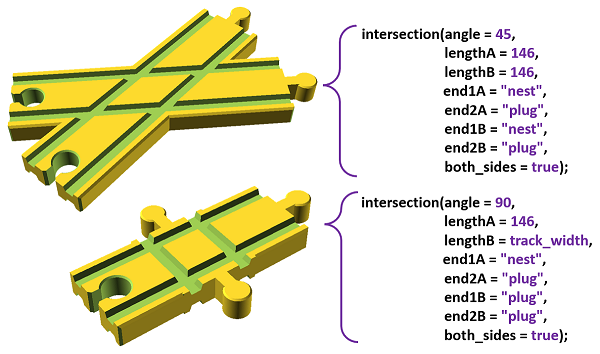 intersection(angle = 45,
lengthA = 146,
lengthB = 146,
end1A = "nest",
end2A = "plug",
end1B = "nest",
end2B = "plug",
both_sides = true);
intersection(angle = 90,
lengthA = 146,
lengthB = track_width,
end1A = "nest",
end2A = "plug",
end1B = "plug",
end2B = "plug",
both_sides = true);